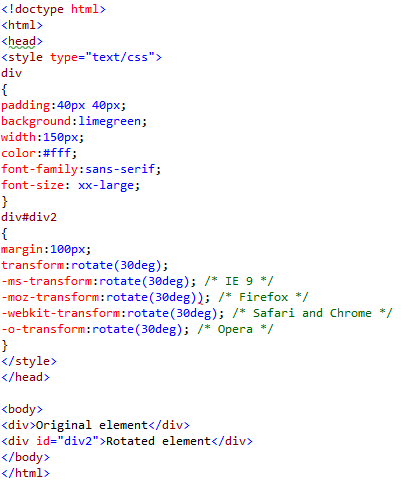 <!doctype html>
<html>
<head>
<style type="text/css">
div
{
padding:40px 40px;
background:limegreen;
width:150px;
color:#fff;
font-family:sans-serif;
font-size: xx-large;
}
div#div2
{
margin:100px;
transform:rotate(30deg);
-ms-transform:rotate(30deg); /* IE 9 */
-moz-transform:rotate(30deg)); /* Firefox */
-webkit-transform:rotate(30deg); /* Safari and Chrome */
-o-transform:rotate(30deg); /* Opera */
}
</style>
</head>

<body>
<div>Original element</div>
<div id="div2">Rotated element</div>
</body>
</html>